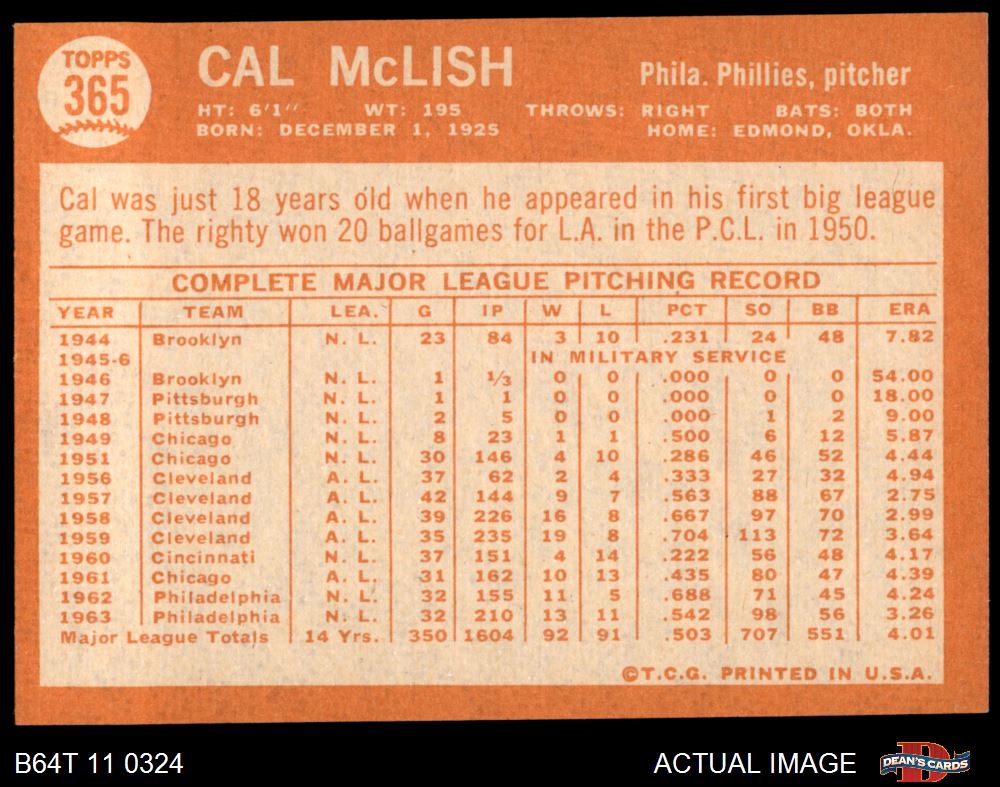 TOPPS
365
CAL McLISH
Phila. Phillies, pitcher
HT: 6'1" WT: 195 THROWS: RIGHT BATS: BOTH
BORN: DECEMBER 1, 1925 HOME: EDMOND, OKLA.
Cal was just 18 years old when he appeared in his first big league
game. The righty won 20 ballgames for L.A. in the P.C.L. in 1950.
COMPLETE MAJOR LEAGUE PITCHING RECORD
YEAR TEAM LEA. G IP W L PCT SO BB ERA
1944 Brooklyn N. L. 23 84 3 10 .231 24 48 7.82
1945-6 IN MILITARY SERVICE
1946 Brooklyn N. L. 1 1/3 0 0 .000 0 0 54.00
1947 Pittsburgh N. L. 1 1 0 0 .000 0 0 18.00
1948 Pittsburgh N. L. 2 5 0 0 .000 1 2 9.00
1949 Chicago N. L. 8 23 1 1 .500 6 12 5.87
1951 Chicago N. L. 30 146 4 10 .286 46 52 4.44
1956 Cleveland A. L. 37 62 2 4 .333 27 32 4.94
1957 Cleveland A. L. 42 144 9 7 .563 88 67 2.75
1958 Cleveland A. L. 39 226 16 8 .667 97 70 2.99
1959 Cleveland A. L. 35 235 19 8 .704 113 72 3.64
1960 Cincinnati N. L. 37 151 4 14 .222 56 48 4.17
1961 Chicago A. L. 31 162 10 13 .435 80 47 4.39
1962 Philadelphia N. L. 32 155 11 5 .688 71 45 4.24
1963 Philadelphia N. L. 32 210 13 11 .542 98 56 3.26
Major League Totals 14 Yrs. 350 1604 92 91 .503 707 551 4.01
©T.C.G. PRINTED IN U.S.A.
B64T 11 0324 ACTUAL IMAGE DEAN'S CARDS